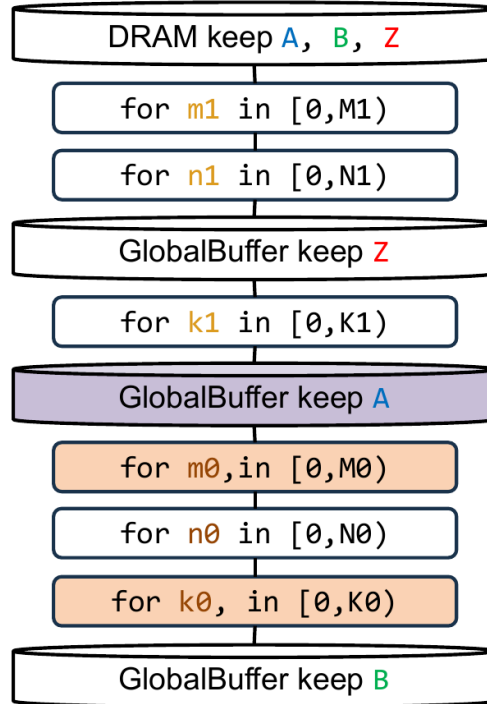 DRAM keep A, B, Z
for m1 in [0,M1)
for n1 in [0,N1)
GlobalBuffer keep Z
for k1 in [0,K1)
GlobalBuffer keep A
for m0,in [0,M0)
for n0 in [0,N0)
for k0, in [0,K0)
GlobalBuffer keep B